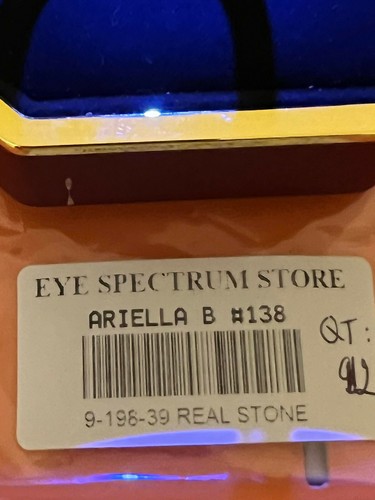 EYE SPECTRUM STORE
ARIELLA B #138
QT:
9-198-39 REAL STONE